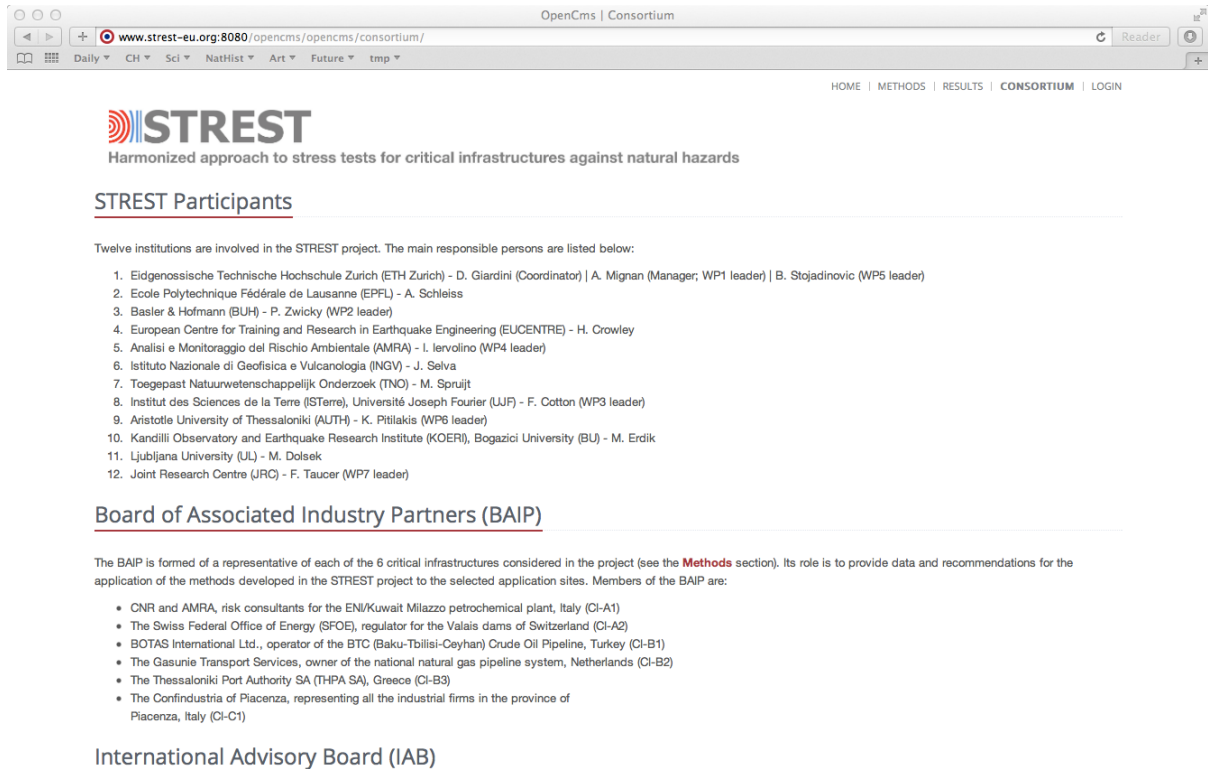 OpenCms | Consortium
www.strest-eu.org:8080/opencms/opencms/consortium/
Reader
Daily CH Sci NatHist Art Future tmp
HOME | METHODS | RESULTS | CONSORTIUM | LOGIN
STREST
Harmonized approach to stress tests for critical infrastructures against natural hazards
STREST Participants
Twelve institutions are involved in the STREST project. The main responsible persons are listed below:
1. Eidgenossische Technische Hochschule Zurich (ETH Zurich) - D. Giardini (Coordinator) | A. Mignan (Manager; WP1 leader) | B. Stojadinovic (WP5 leader)
2. Ecole Polytechnique Fédérale de Lausanne (EPFL) - A. Schleiss
3. Basler & Hofmann (BUH) - P. Zwicky (WP2 leader)
4. European Centre for Training and Research in Earthquake Engineering (EUCENTRE) - H. Crowley
5. Analisi e Monitoraggio del Rischio Ambientale (AMRA) - I. Iervolino (WP4 leader)
6. Istituto Nazionale di Geofisica e Vulcanologia (INGV) - J. Selva
7. Toegepast Natuurwetenschappelijk Onderzoek (TNO) - M. Spruijt
8. Institut des Sciences de la Terre (ISTerre), Université Joseph Fourier (UJF) - F. Cotton (WP3 leader)
9. Aristotle University of Thessaloniki (AUTH) - K. Pitilakis (WP6 leader)
10. Kandilli Observatory and Earthquake Research Institute (KOERI), Bogazici University (BU) - M. Erdik
11. Ljubljana University (UL) - M. Dolsek
12. Joint Research Centre (JRC) - F. Taucer (WP7 leader)
Board of Associated Industry Partners (BAIP)
The BAIP is formed of a representative of each of the 6 critical infrastructures considered in the project (see the Methods section). Its role is to provide data and recommendations for the
application of the methods developed in the STREST project to the selected application sites. Members of the BAIP are:
• CNR and AMRA, risk consultants for the ENI/Kuwait Milazzo petrochemical plant, Italy (CI-A1)
• The Swiss Federal Office of Energy (SFOE), regulator for the Valais dams of Switzerland (CI-A2)
• BOTAS International Ltd., operator of the BTC (Baku-Tbilisi-Ceyhan) Crude Oil Pipeline, Turkey (CI-B1)
• The Gasunie Transport Services, owner of the national natural gas pipeline system, Netherlands (CI-B2)
• The Thessaloniki Port Authority SA (THPA SA), Greece (CI-B3)
• The Confindustria of Piacenza, representing all the industrial firms in the province of
Piacenza, Italy (CI-C1)
International Advisory Board (IAB)